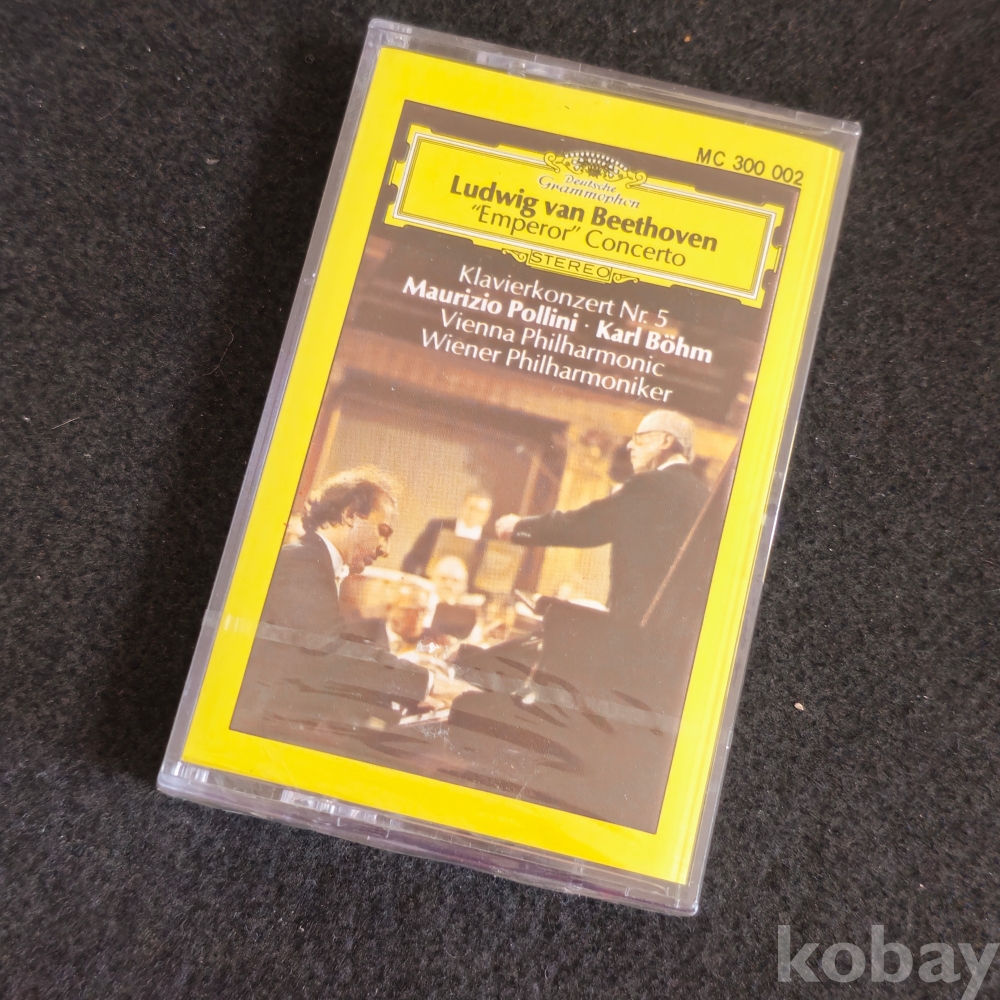 MC 300 002
Deutsche
Grammophon
Ludwig van Beethoven
"Emperor" Concerto
STEREO
Klavierkonzert Nr. 5
Maurizio Pollini · Karl Böhm
Vienna Philharmonic
Wiener Philharmoniker
kobay